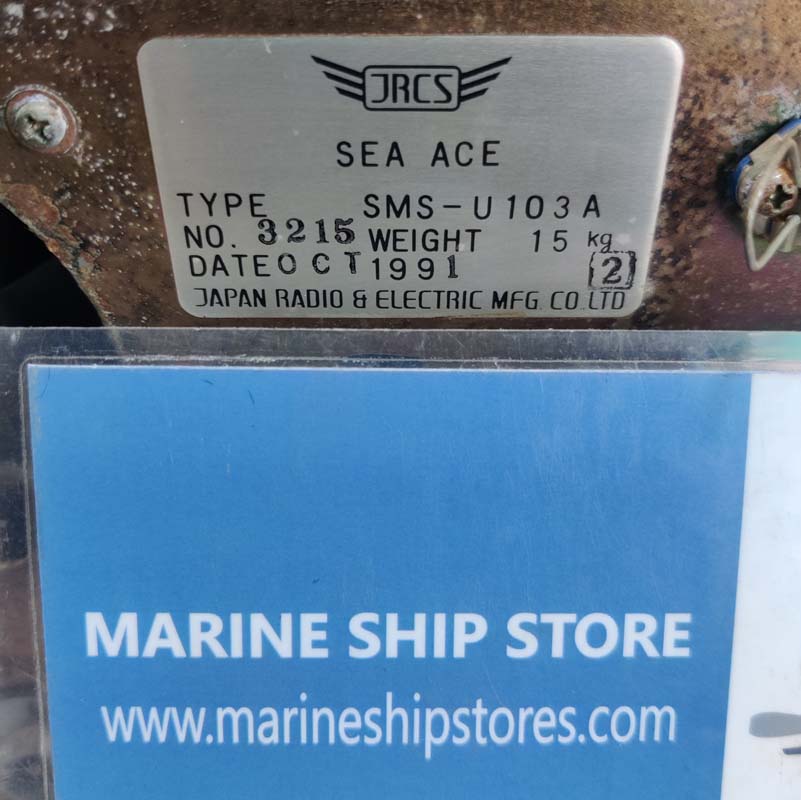 JRCS
SEA ACE
TYPE SMS-U103A
NO. 3215 WEIGHT 15 kg
DATE OCT 1991 2
JAPAN RADIO & ELECTRIC MFG. CO.,LTD
MARINE SHIP STORE
www.marineshipstores.com